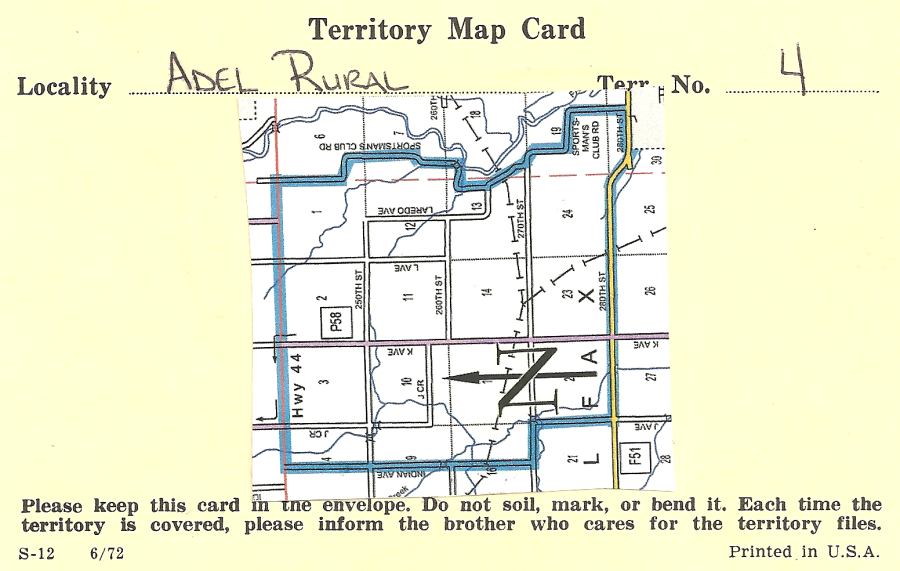 Territory Map Card
Locality ADEL RURAL Terr. No. 4
260TH
18
6
7
SPORTSMAN'S CLUB RD
19
SPORTS-
MAN'S
CLUB RD
280TH ST
30
1
LAREDO AVE
13
12
270TH ST
24
25
L AVE
2
250TH ST
11
260TH ST
14
23
X
280TH ST
26
P58
K AVE
K AVE
Hwy 44
3
10
J CR
N
A
27
F
J CR
J AVE
4
9
INDIAN AVE
16
21
L
F51
28
Creek
Please keep this card in the envelope. Do not soil, mark, or bend it. Each time the
territory is covered, please inform the brother who cares for the territory files.
S-12 6/72 Printed in U.S.A.